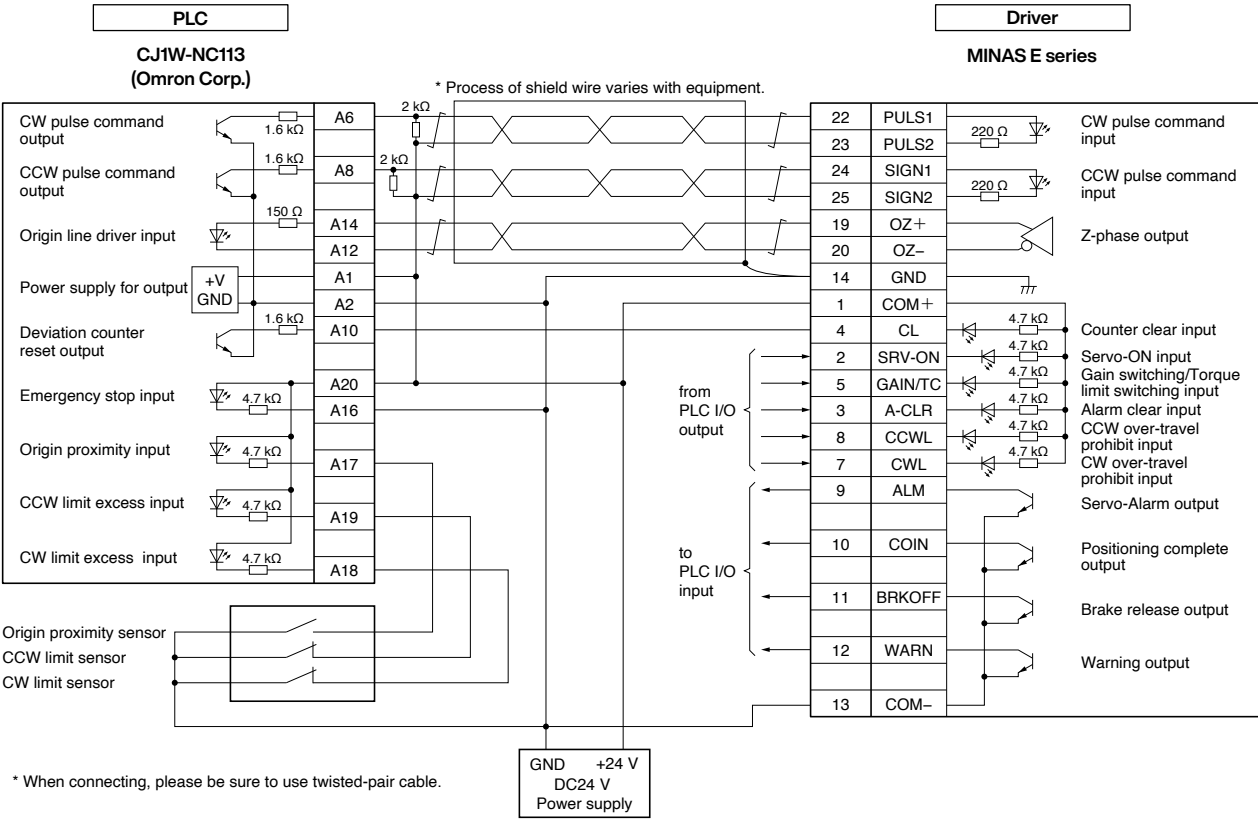 PLC
Driver
CJ1W-NC113
(Omron Corp.)
MINAS E series
* Process of shield wire varies with equipment.
CW pulse command
output
1.6 kΩ
A6
2 kΩ
22 PULS1
23 PULS2
220 Ω
CW pulse command
input
CCW pulse command
output
1.6 kΩ
A8
2 kΩ
24 SIGN1
25 SIGN2
220 Ω
CCW pulse command
input
Origin line driver input
150 Ω
A14
A12
19 OZ+
20 OZ−
Z-phase output
Power supply for output
+V
GND
A1
A2
14 GND
1 COM+
Deviation counter
reset output
1.6 kΩ
A10
4 CL
4.7 kΩ
Counter clear input
2 SRV-ON
4.7 kΩ
Servo-ON input
Emergency stop input
4.7 kΩ
A20
A16
from
PLC I/O
output
5 GAIN/TC
4.7 kΩ
Gain switching/Torque
limit switching input
3 A-CLR
4.7 kΩ
Alarm clear input
8 CCWL
4.7 kΩ
CCW over-travel
prohibit input
Origin proximity input
4.7 kΩ
A17
7 CWL
4.7 kΩ
CW over-travel
prohibit input
CCW limit excess input
4.7 kΩ
A19
9 ALM
Servo-Alarm output
CW limit excess input
4.7 kΩ
A18
to
PLC I/O
input
10 COIN
Positioning complete
output
11 BRKOFF
Brake release output
Origin proximity sensor
CCW limit sensor
CW limit sensor
12 WARN
Warning output
13 COM−
GND +24 V
DC24 V
Power supply
* When connecting, please be sure to use twisted-pair cable.